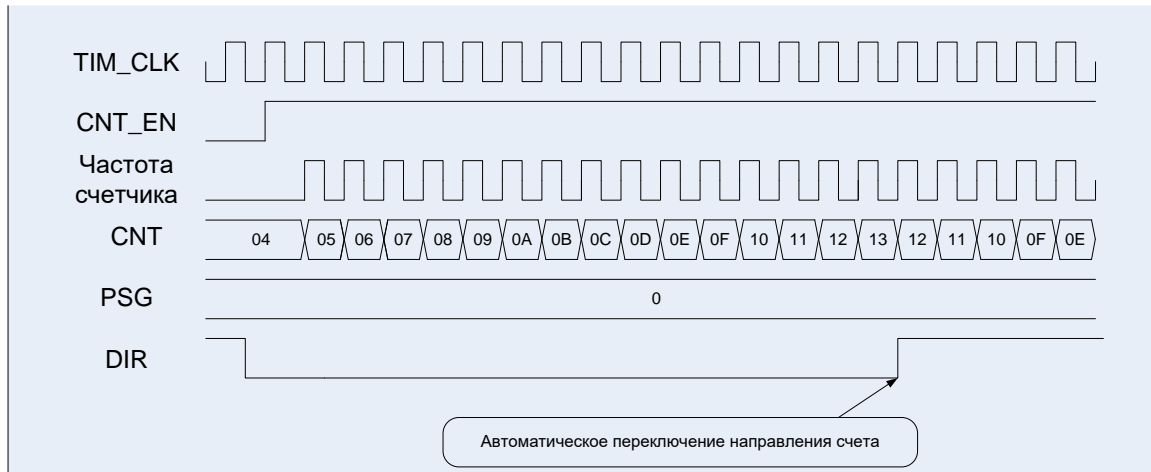 TIM_CLK
CNT_EN
Частота
счетчика
CNT 04 05 06 07 08 09 0A 0B 0C 0D 0E 0F 10 11 12 13 12 11 10 0F 0E
PSG 0
DIR
Автоматическое переключение направления счета